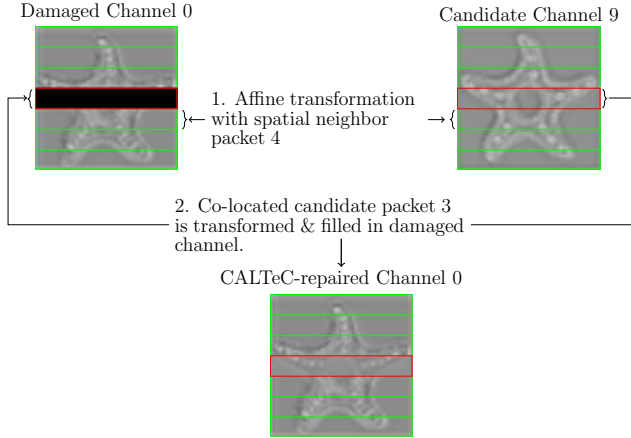 Damaged Channel 0
Candidate Channel 9
1. Affine transformation
with spatial neighbor
packet 4
2. Co-located candidate packet 3
is transformed & filled in damaged
channel.
CALTeC-repaired Channel 0